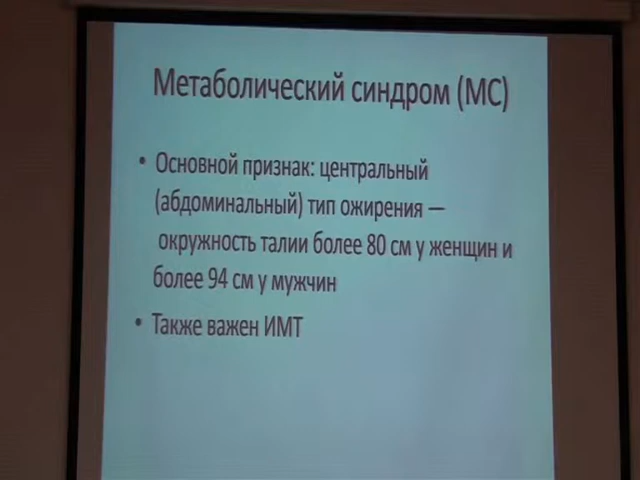 Метаболический синдром (МС)
• Основной признак: центральный
(абдоминальный) тип ожирения —
окружность талии более 80 см у женщин и
более 94 см у мужчин
• Также важен ИМТ